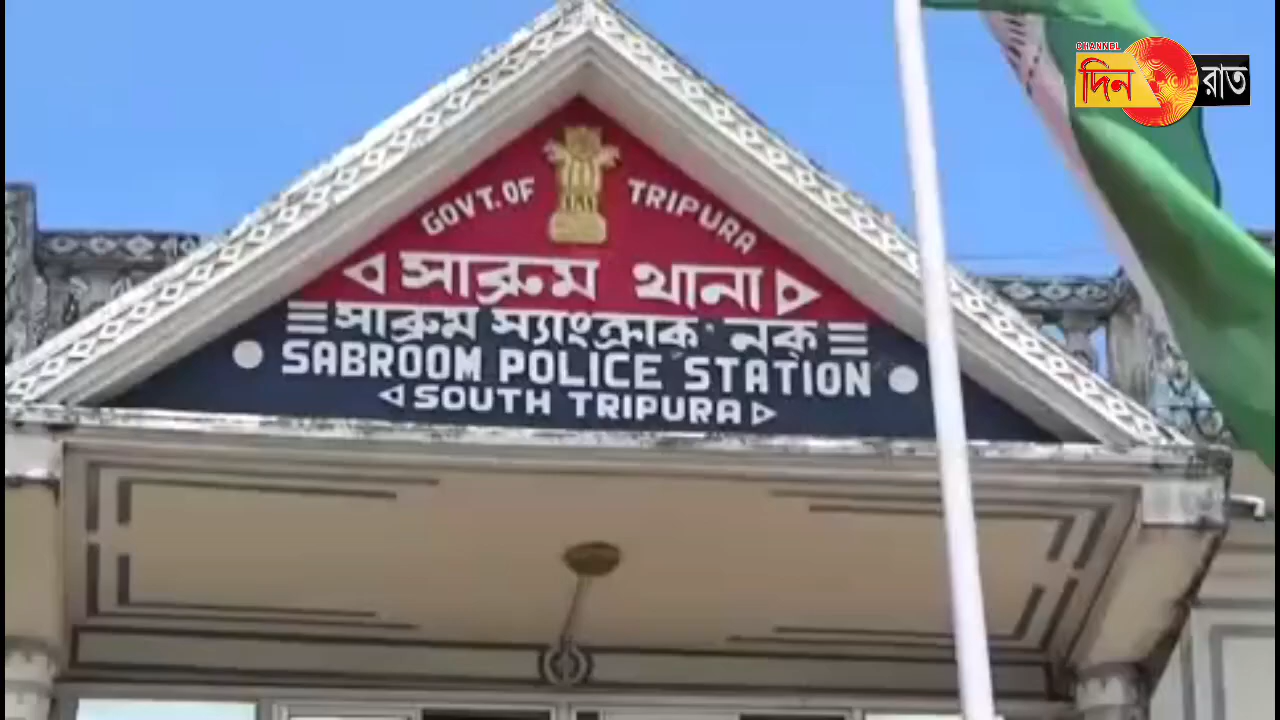 CHANNEL
দিন রাত
GOVT. OF TRIPURA
সাব্রুম থানা
সাব্রুম স্যাংক্রাক নক্
SABROOM POLICE STATION
SOUTH TRIPURA